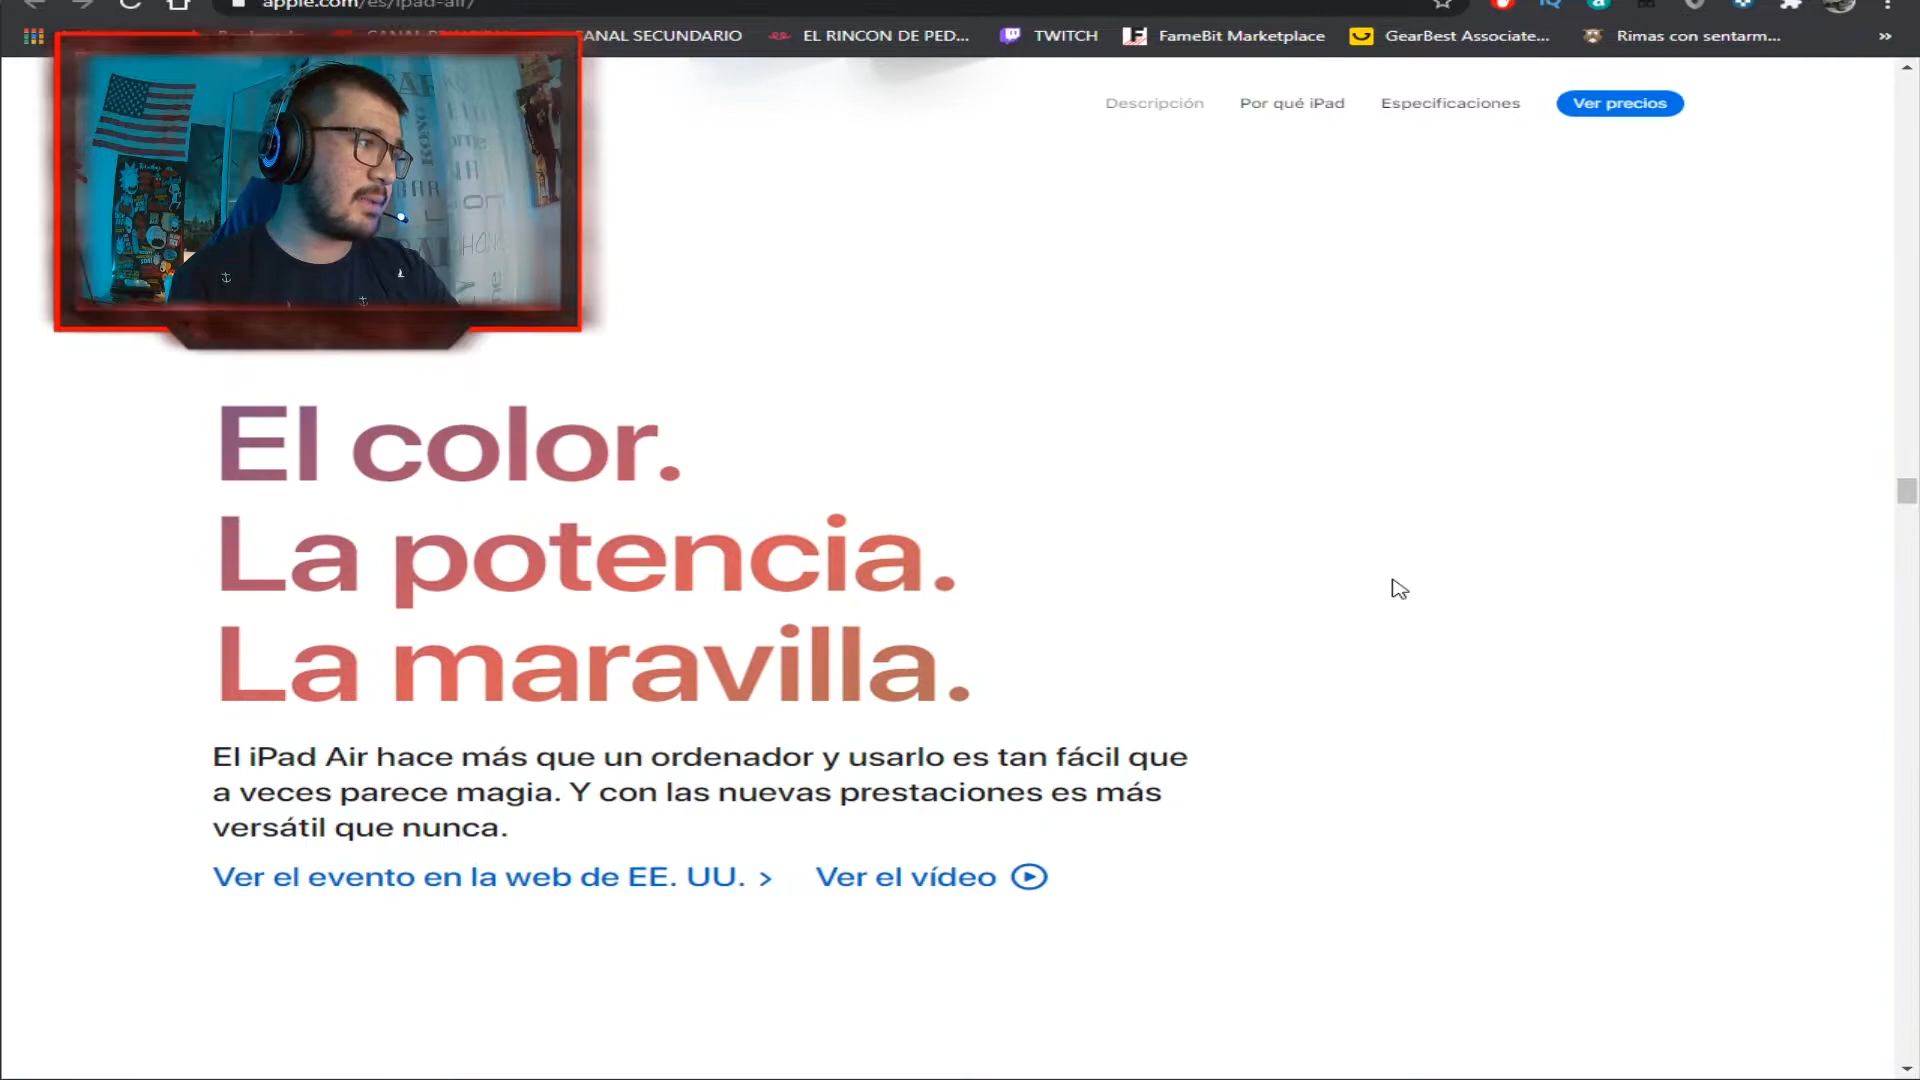 apple.com/es/ipad-air/
CANAL SECUNDARIO
EL RINCON DE PED...
TWITCH
FameBit Marketplace
GearBest Associate...
Rimas con sentarm...
»
Descripción
Por qué iPad
Especificaciones
Ver precios
El color.
La potencia.
La maravilla.
El iPad Air hace más que un ordenador y usarlo es tan fácil que
a veces parece magia. Y con las nuevas prestaciones es más
versátil que nunca.
Ver el evento en la web de EE. UU. >
Ver el vídeo